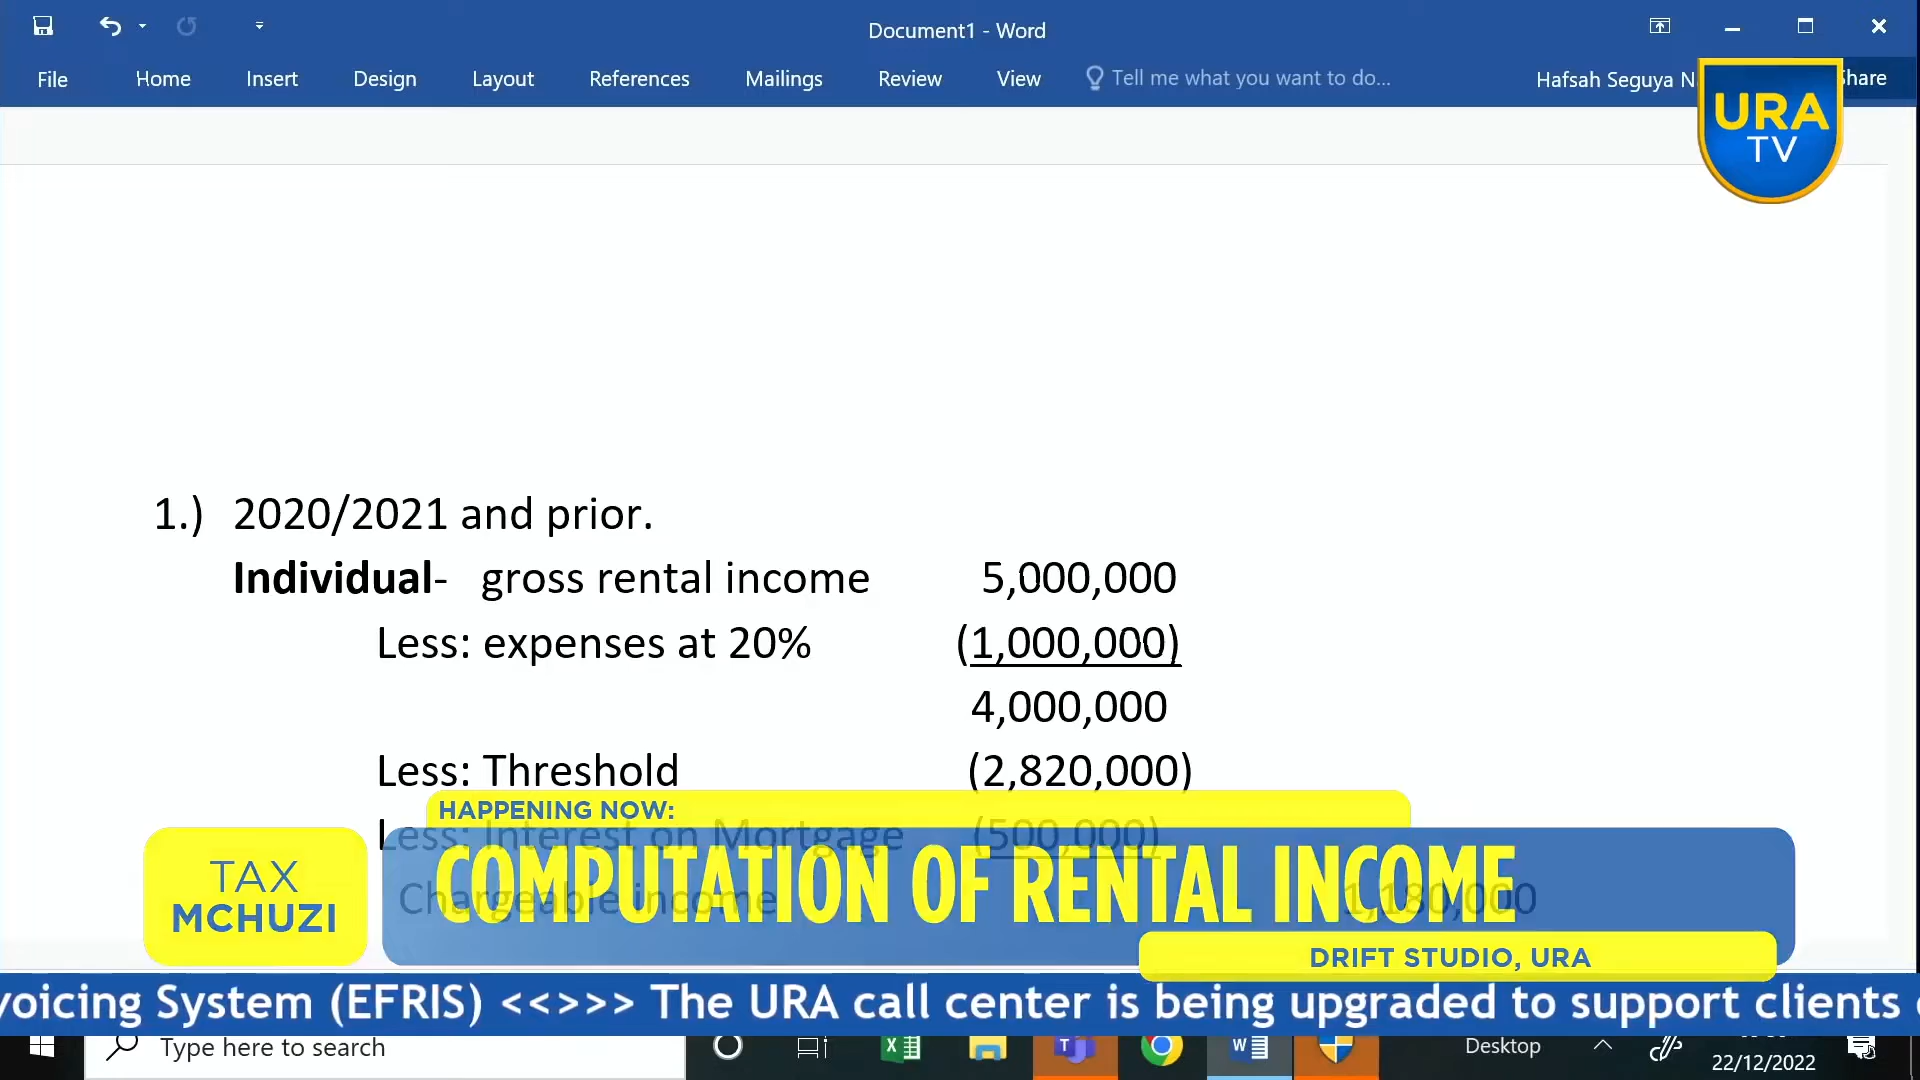 Document1 - Word
File Home Insert Design Layout References Mailings Review View Tell me what you want to do... Hafsah Seguya N hare
URA
TV
1.) 2020/2021 and prior.
Individual- gross rental income 5,000,000
Less: expenses at 20% (1,000,000)
4,000,000
Less: Threshold (2,820,000)
Less: Interest on Mortgage (500,000)
Chargeable income 1,180,000
HAPPENING NOW:
TAX
MCHUZI
COMPUTATION OF RENTAL INCOME
DRIFT STUDIO, URA
voicing System (EFRIS) <<>>> The URA call center is being upgraded to support clients
Type here to search
Desktop
22/12/2022